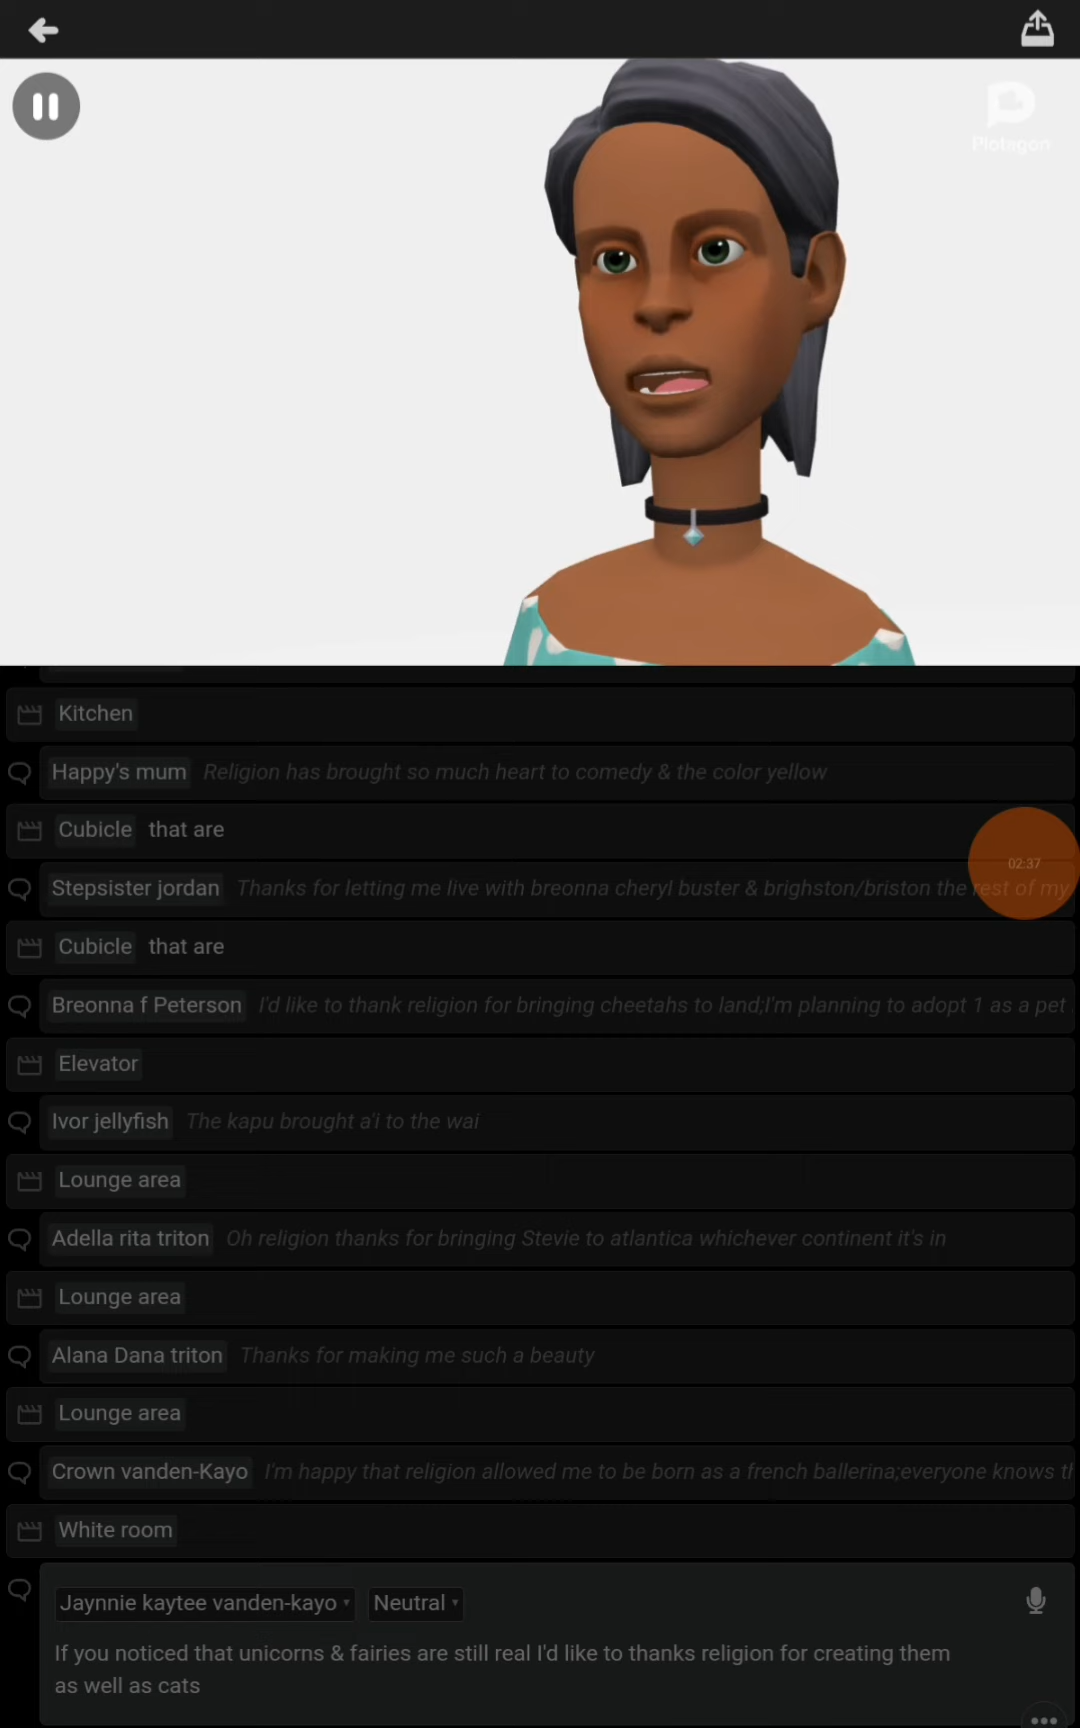 Plotagon
Kitchen
Happy's mum Religion has brought so much heart to comedy & the color yellow
Cubicle that are
02:37
Stepsister jordan Thanks for letting me live with breonna cheryl buster & brighston/briston the rest of my
Cubicle that are
Breonna f Peterson I'd like to thank religion for bringing cheetahs to land;I'm planning to adopt 1 as a pet
Elevator
Ivor jellyfish The kapu brought a'i to the wai
Lounge area
Adella rita triton Oh religion thanks for bringing Stevie to atlantica whichever continent it's in
Lounge area
Alana Dana triton Thanks for making me such a beauty
Lounge area
Crown vanden-Kayo I'm happy that religion allowed me to be born as a french ballerina;everyone knows th
White room
Jaynnie kaytee vanden-kayo Neutral
If you noticed that unicorns & fairies are still real I'd like to thanks religion for creating them
as well as cats